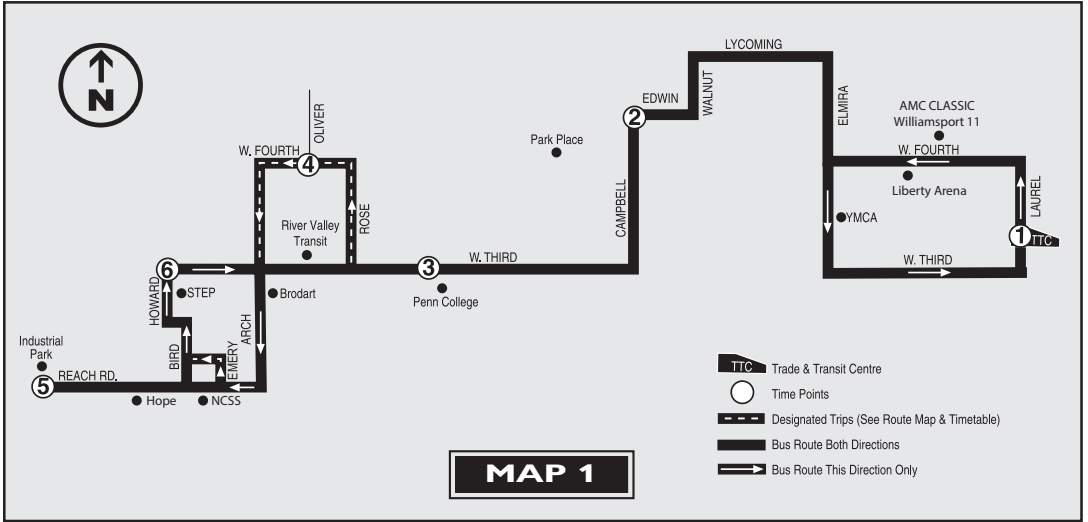 LYCOMING
N
EDWIN
WALNUT
ELMIRA
AMC CLASSIC
Williamsport 11
2
OLIVER
W. FOURTH
4
Park Place
W. FOURTH
Liberty Arena
LAUREL
CAMPBELL
ROSE
River Valley
Transit
YMCA
1
TTC
6
3
W. THIRD
W. THIRD
HOWARD
STEP
Brodart
Penn College
ARCH
Industrial
Park
BIRD
EMERY
5
REACH RD.
Hope
NCSS
TTC Trade & Transit Centre
Time Points
Designated Trips (See Route Map & Timetable)
Bus Route Both Directions
Bus Route This Direction Only
MAP 1